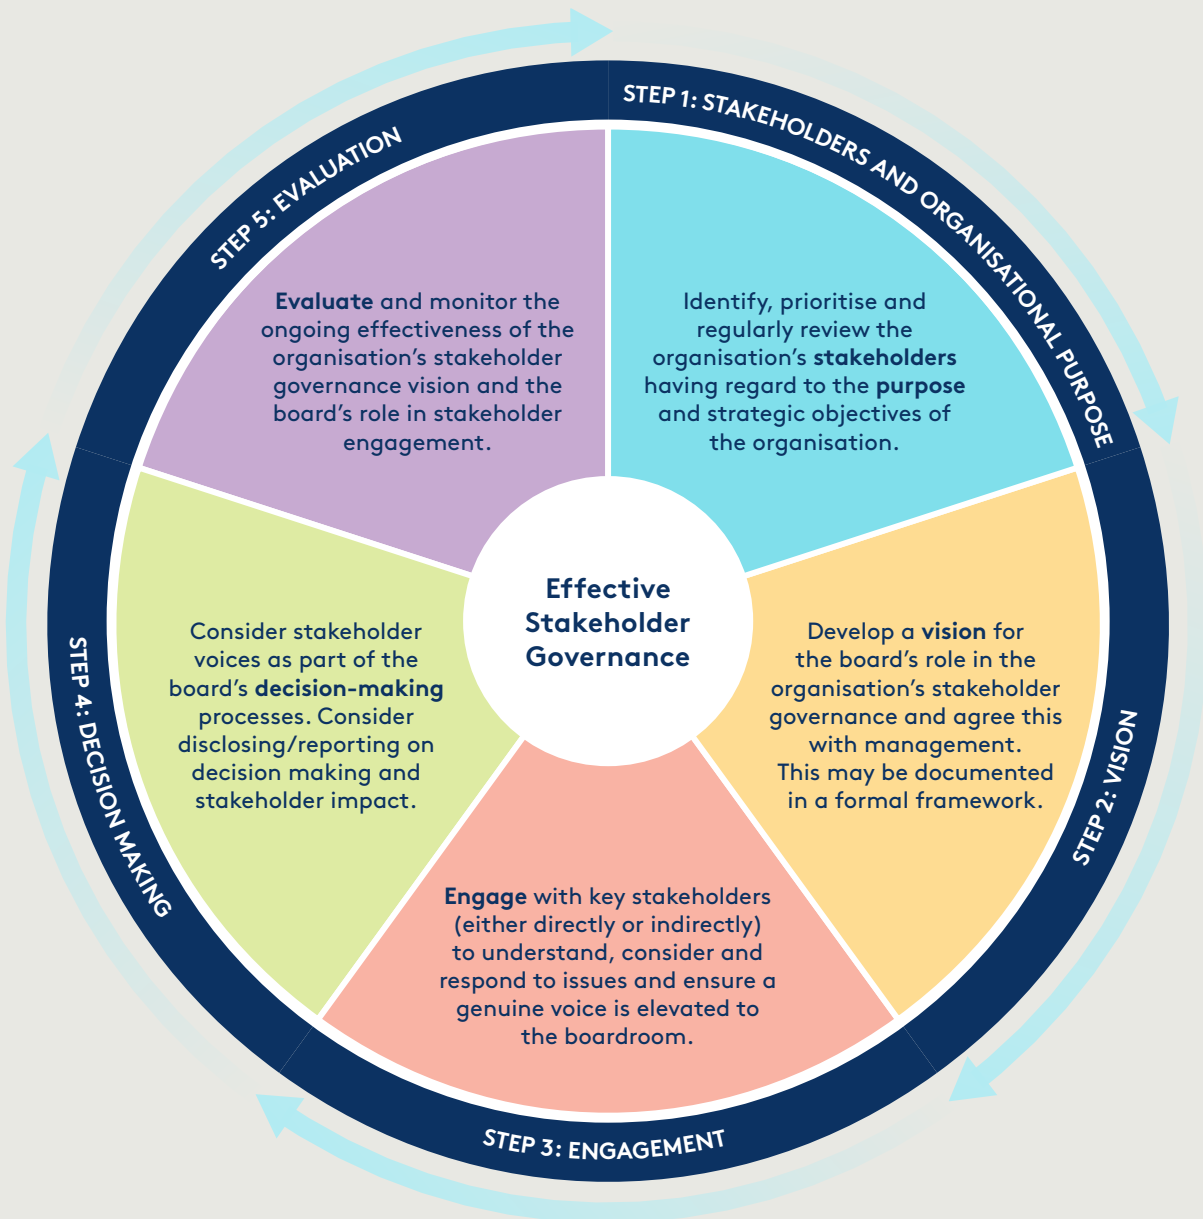 STEP 1: STAKEHOLDERS AND ORGANISATIONAL PURPOSE
Identify, prioritise and
regularly review the
organisation’s stakeholders
having regard to the purpose
and strategic objectives of
the organisation.
STEP 2: VISION
Develop a vision for
the board’s role in the
organisation’s stakeholder
governance and agree this
with management.
This may be documented
in a formal framework.
STEP 3: ENGAGEMENT
Engage with key stakeholders
(either directly or indirectly)
to understand, consider and
respond to issues and ensure a
genuine voice is elevated to
the boardroom.
STEP 4: DECISION MAKING
Consider stakeholder
voices as part of the
board’s decision-making
processes. Consider
disclosing/reporting on
decision making and
stakeholder impact.
STEP 5: EVALUATION
Evaluate and monitor the
ongoing effectiveness of the
organisation’s stakeholder
governance vision and the
board’s role in stakeholder
engagement.
Effective
Stakeholder
Governance